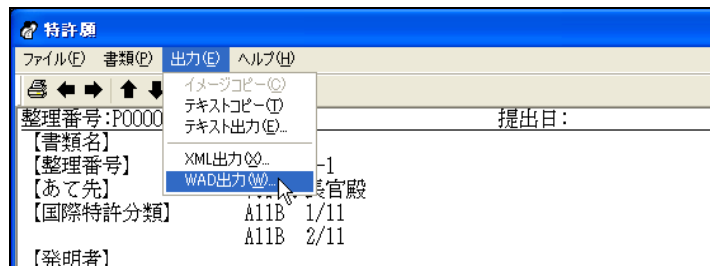 特許願
ファイル(F) 書類(P) 出力(E) ヘルプ(H)
イメージコピー(C)
テキストコピー(T)
テキスト出力(E)...
XML出力(X)...
WAD出力(W)...
整理番号:P0000 提出日:
【書類名】
【整理番号】 -1
【あて先】 長官殿
【国際特許分類】 A11B 1/11
A11B 2/11
【発明者】